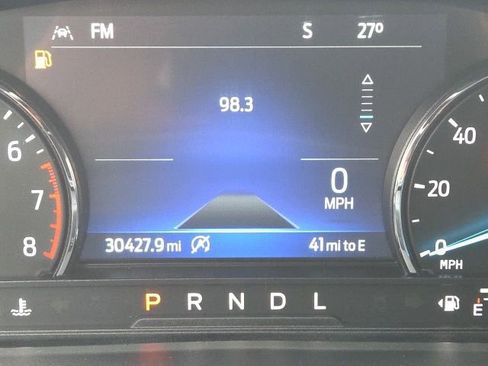 FM S 27°
98.3
6
7
8
0
MPH
40
20
0
MPH
30427.9 mi 41 mi to E
P R N D L
E